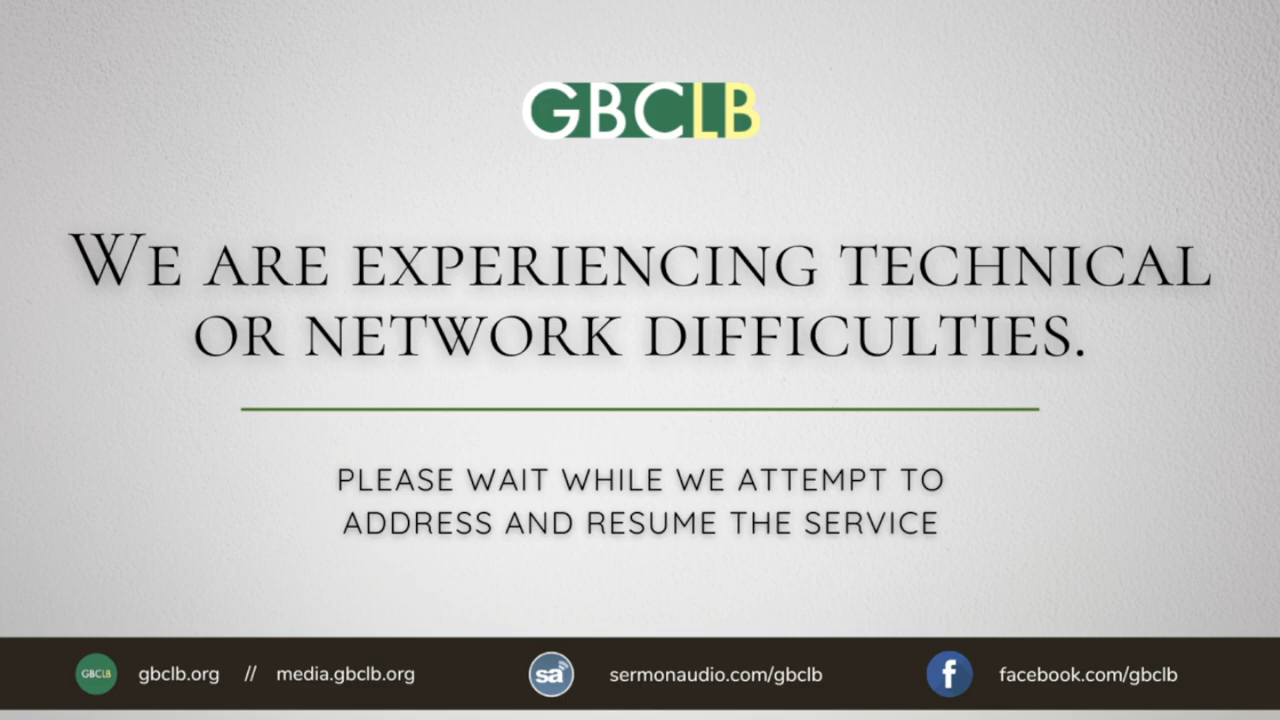 GBCLB
WE ARE EXPERIENCING TECHNICAL
OR NETWORK DIFFICULTIES.
PLEASE WAIT WHILE WE ATTEMPT TO
ADDRESS AND RESUME THE SERVICE
GBCLB gbclb.org // media.gbclb.org sa sermonaudio.com/gbclb f facebook.com/gbclb